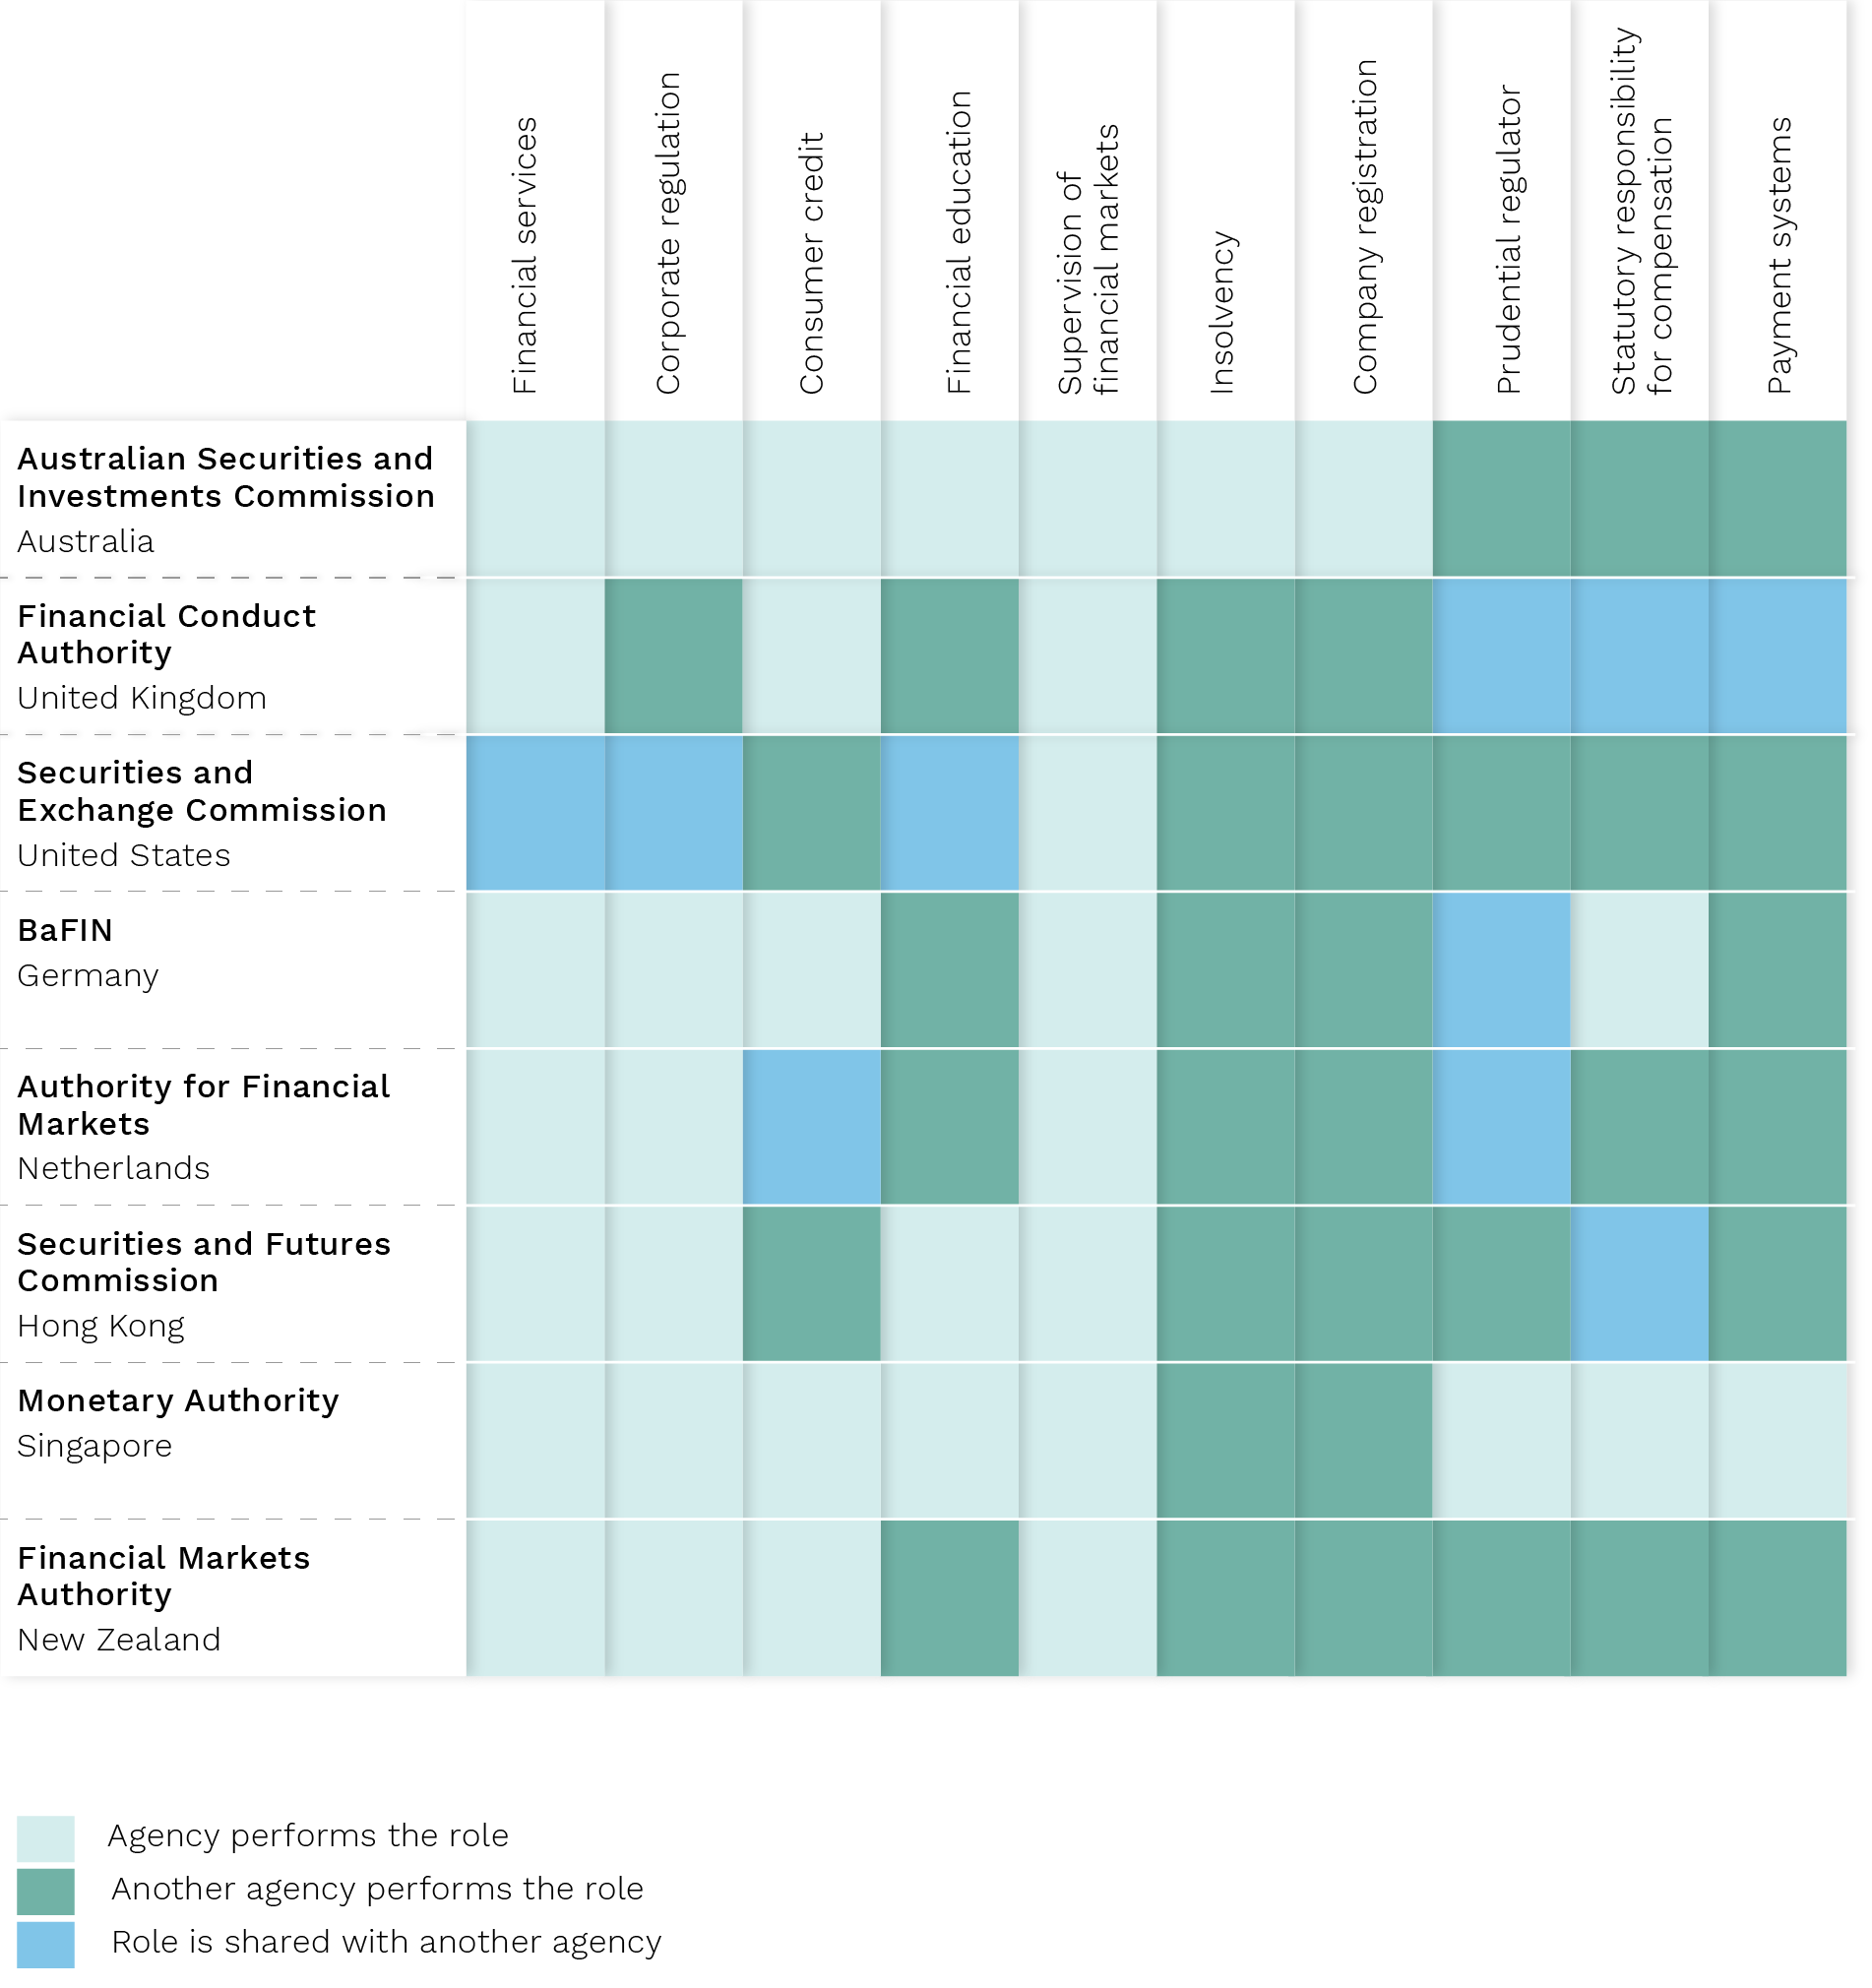 Financial services
Corporate regulation
Consumer credit
Financial education
Supervision of
financial markets
Insolvency
Company registration
Prudential regulator
Statutory responsibility
for compensation
Payment systems
Australian Securities and
Investments Commission
Australia
Financial Conduct
Authority
United Kingdom
Securities and
Exchange Commission
United States
BaFIN
Germany
Authority for Financial
Markets
Netherlands
Securities and Futures
Commission
Hong Kong
Monetary Authority
Singapore
Financial Markets
Authority
New Zealand
Agency performs the role
Another agency performs the role
Role is shared with another agency